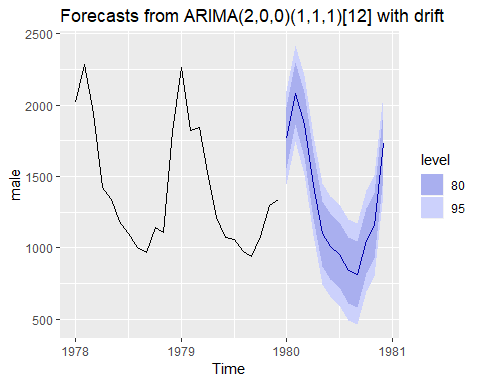 Forecasts from ARIMA(2,0,0)(1,1,1)[12] with drift
2500
2000
1500
1000
500
male
1978
1979
1980
1981
Time
level
80
95